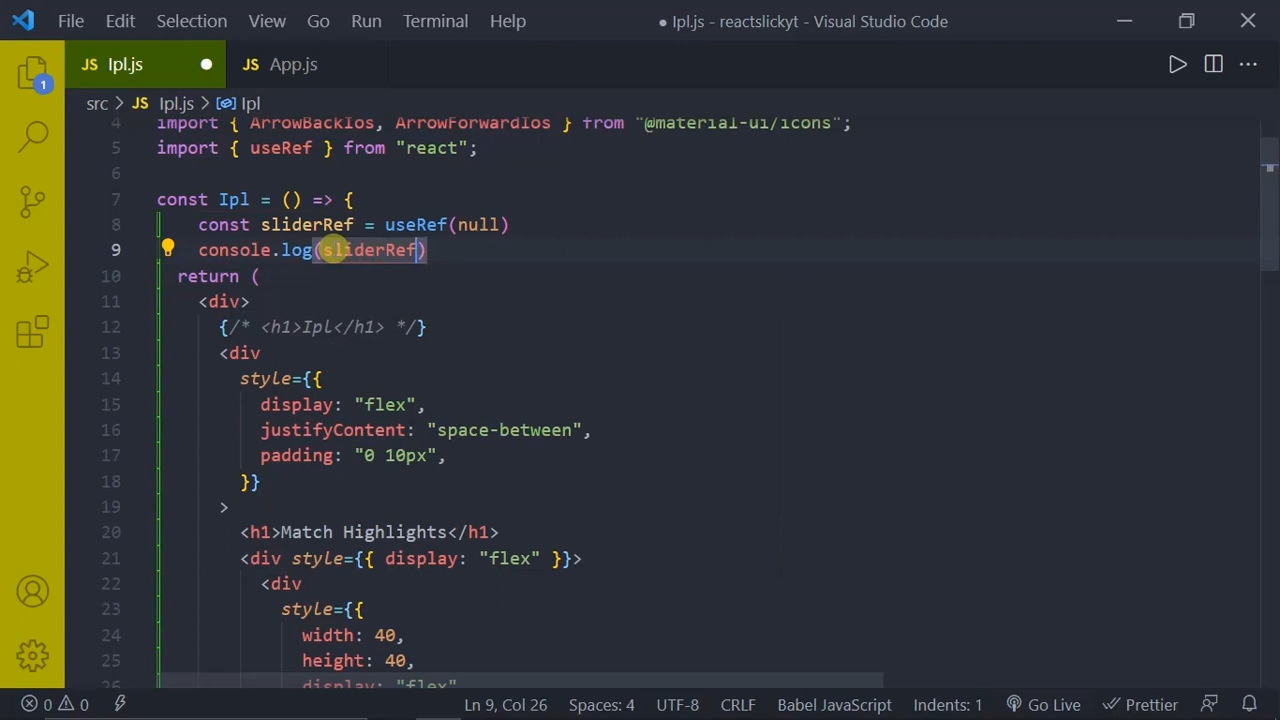 File Edit Selection View Go Run Terminal Help ● Ipl.js - reactslickyt - Visual Studio Code
JS Ipl.js ● JS App.js
1
src > JS Ipl.js > Ipl
4 import { ArrowBackIos, ArrowForwardIos } from "@material-ui/icons";
5 import { useRef } from "react";
6
7 const Ipl = () => {
8 const sliderRef = useRef(null)
9 console.log(sliderRef)
10 return (
11 <div>
12 {/* <h1>Ipl</h1> */}
13 <div
14 style={{
15 display: "flex",
16 justifyContent: "space-between",
17 padding: "0 10px",
18 }}
19 >
20 <h1>Match Highlights</h1>
21 <div style={{ display: "flex" }}>
22 <div
23 style={{
24 width: 40,
25 height: 40,
26 display: "flex"
0 0 Ln 9, Col 26 Spaces: 4 UTF-8 CRLF Babel JavaScript Indents: 1 Go Live Prettier